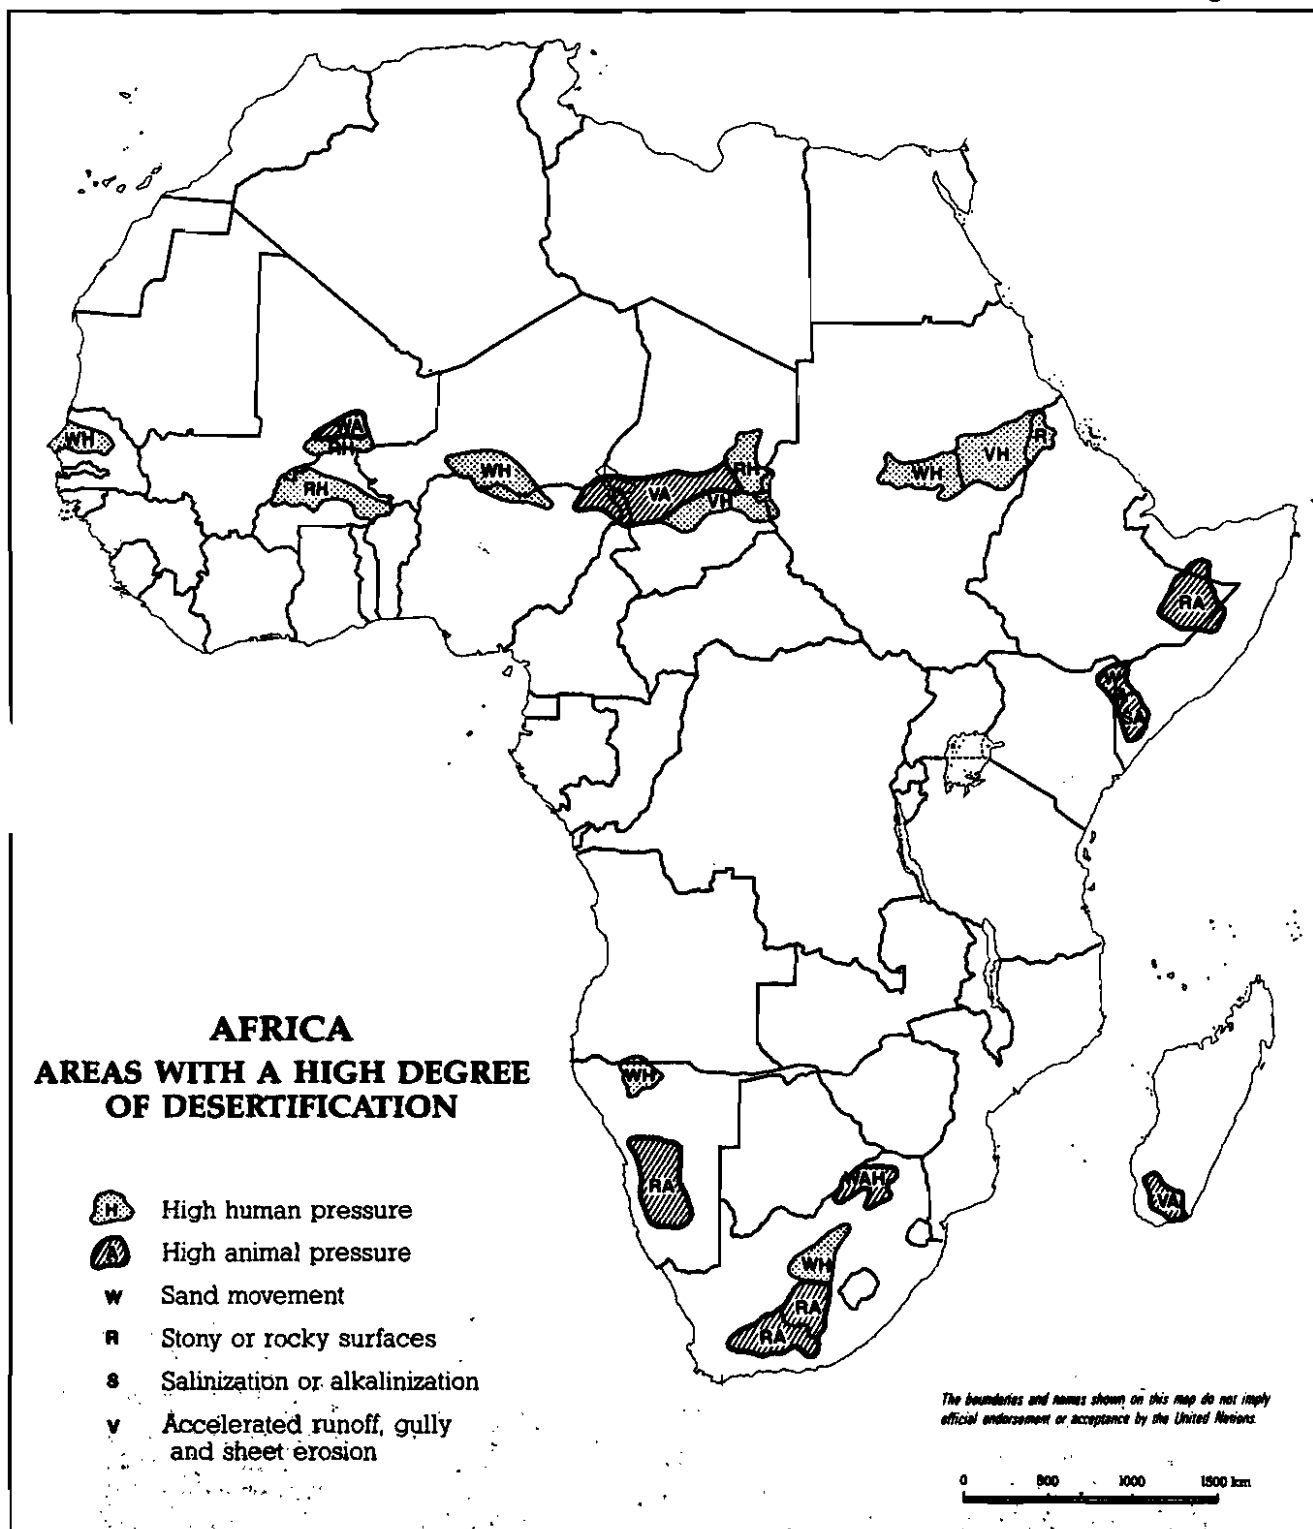 WH
WA
RH
RH
WH
VA
RH
VH
WH
VH
R
RA
SA
WH
RA
WAH
VA
WH
RA
RA
AFRICA
AREAS WITH A HIGH DEGREE
OF DESERTIFICATION
H High human pressure
A High animal pressure
W Sand movement
R Stony or rocky surfaces
S Salinization or alkalinization
V Accelerated runoff, gully
and sheet erosion
The boundaries and names shown on this map do not imply
official endorsement or acceptance by the United Nations.
0 500 1000 1500 km